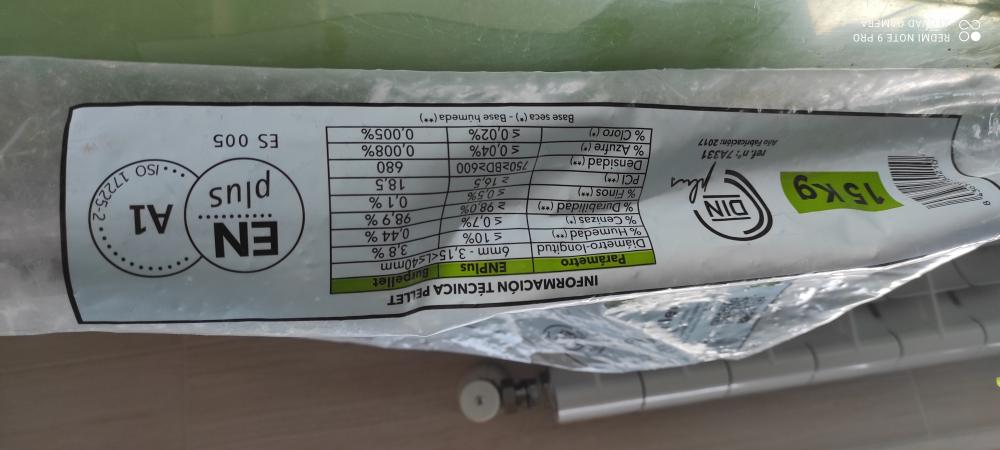 INFORMACIÓN TÉCNICA PELLET
Parámetro ENPlus Burpellet
Diámetro-longitud 6mm - 3,15≤L≤40mm
% Humedad (**) ≤ 10% 3,8 %
% Cenizas (*) ≤ 0,7% 0,44 %
% Durabilidad (**) ≥ 98,0% 98,9 %
% Finos (**) ≤ 0,5% 0,1 %
PCI (**) ≥ 16,5 18,5
Densidad (**) 750≥BD≥600 680
% Azufre (*) ≤ 0,04% 0,008%
% Cloro (*) ≤ 0,02% 0,005%
Base seca (*) - Base húmeda (**)
15Kg
DIN
plus
ref. nº: 7A331
Año Fabricación: 2017
EN
plus
A1
ISO 17225-2
ES 005
REDMI NOTE 9 PRO
AI QUAD CAMERA